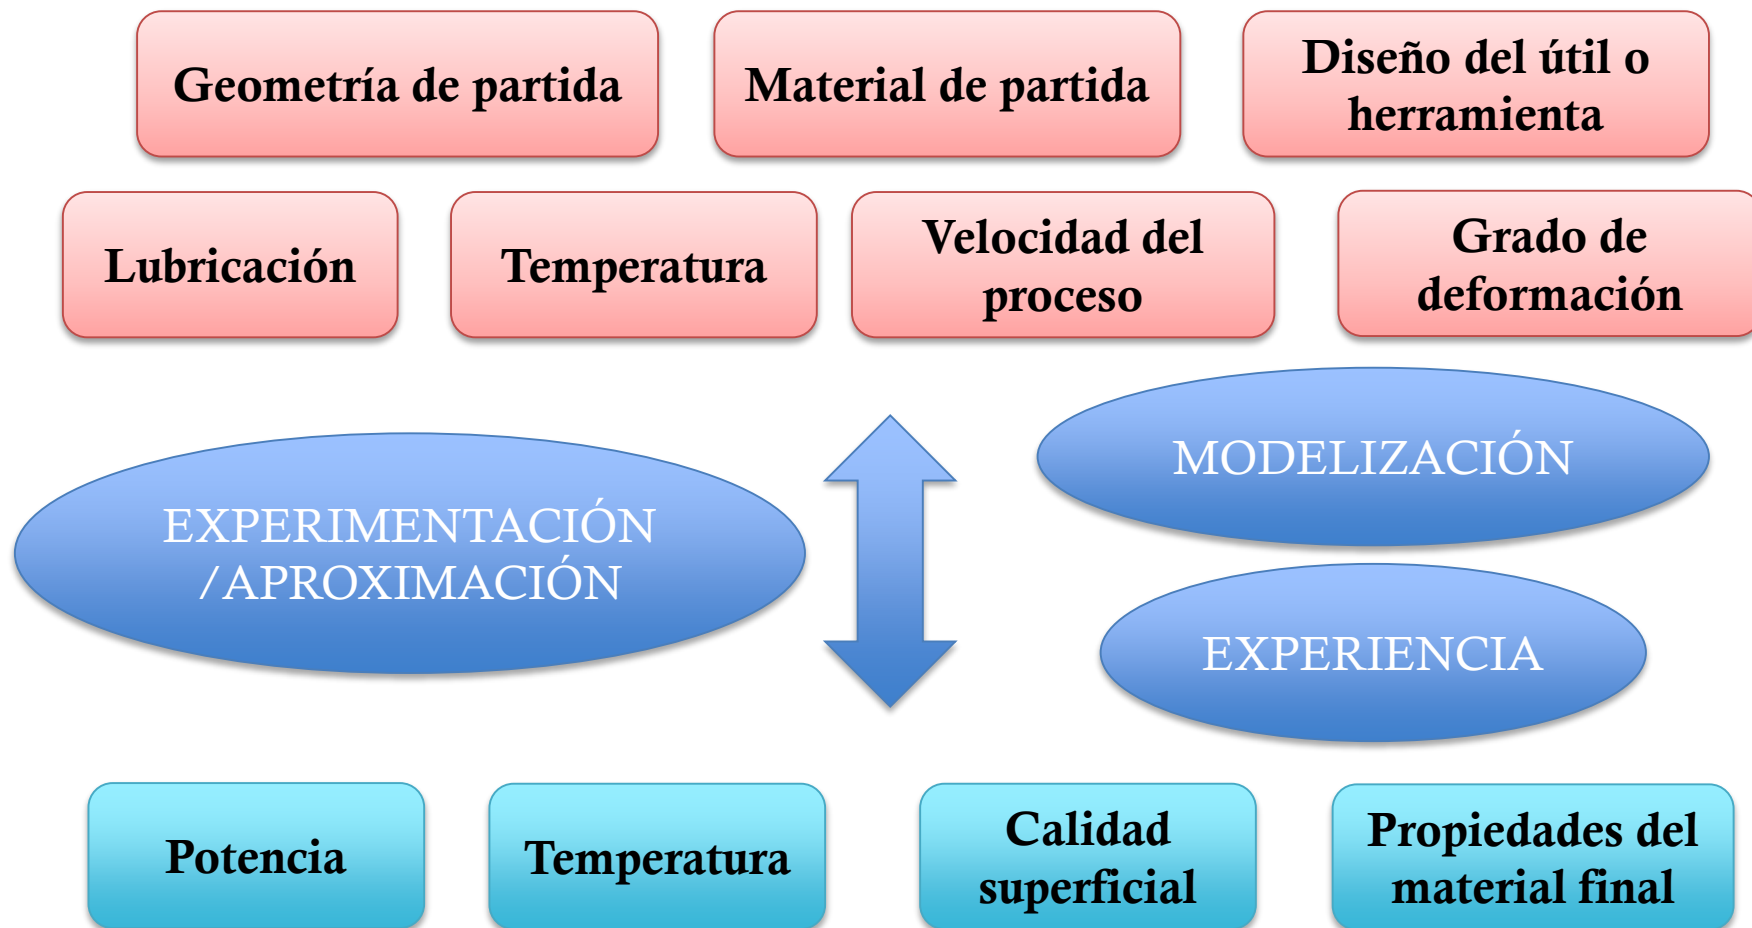 Geometría de partida
Material de partida
Diseño del útil o
herramienta
Lubricación
Temperatura
Velocidad del
proceso
Grado de
deformación
EXPERIMENTACIÓN
/APROXIMACIÓN
MODELIZACIÓN
EXPERIENCIA
Potencia
Temperatura
Calidad
superficial
Propiedades del
material final